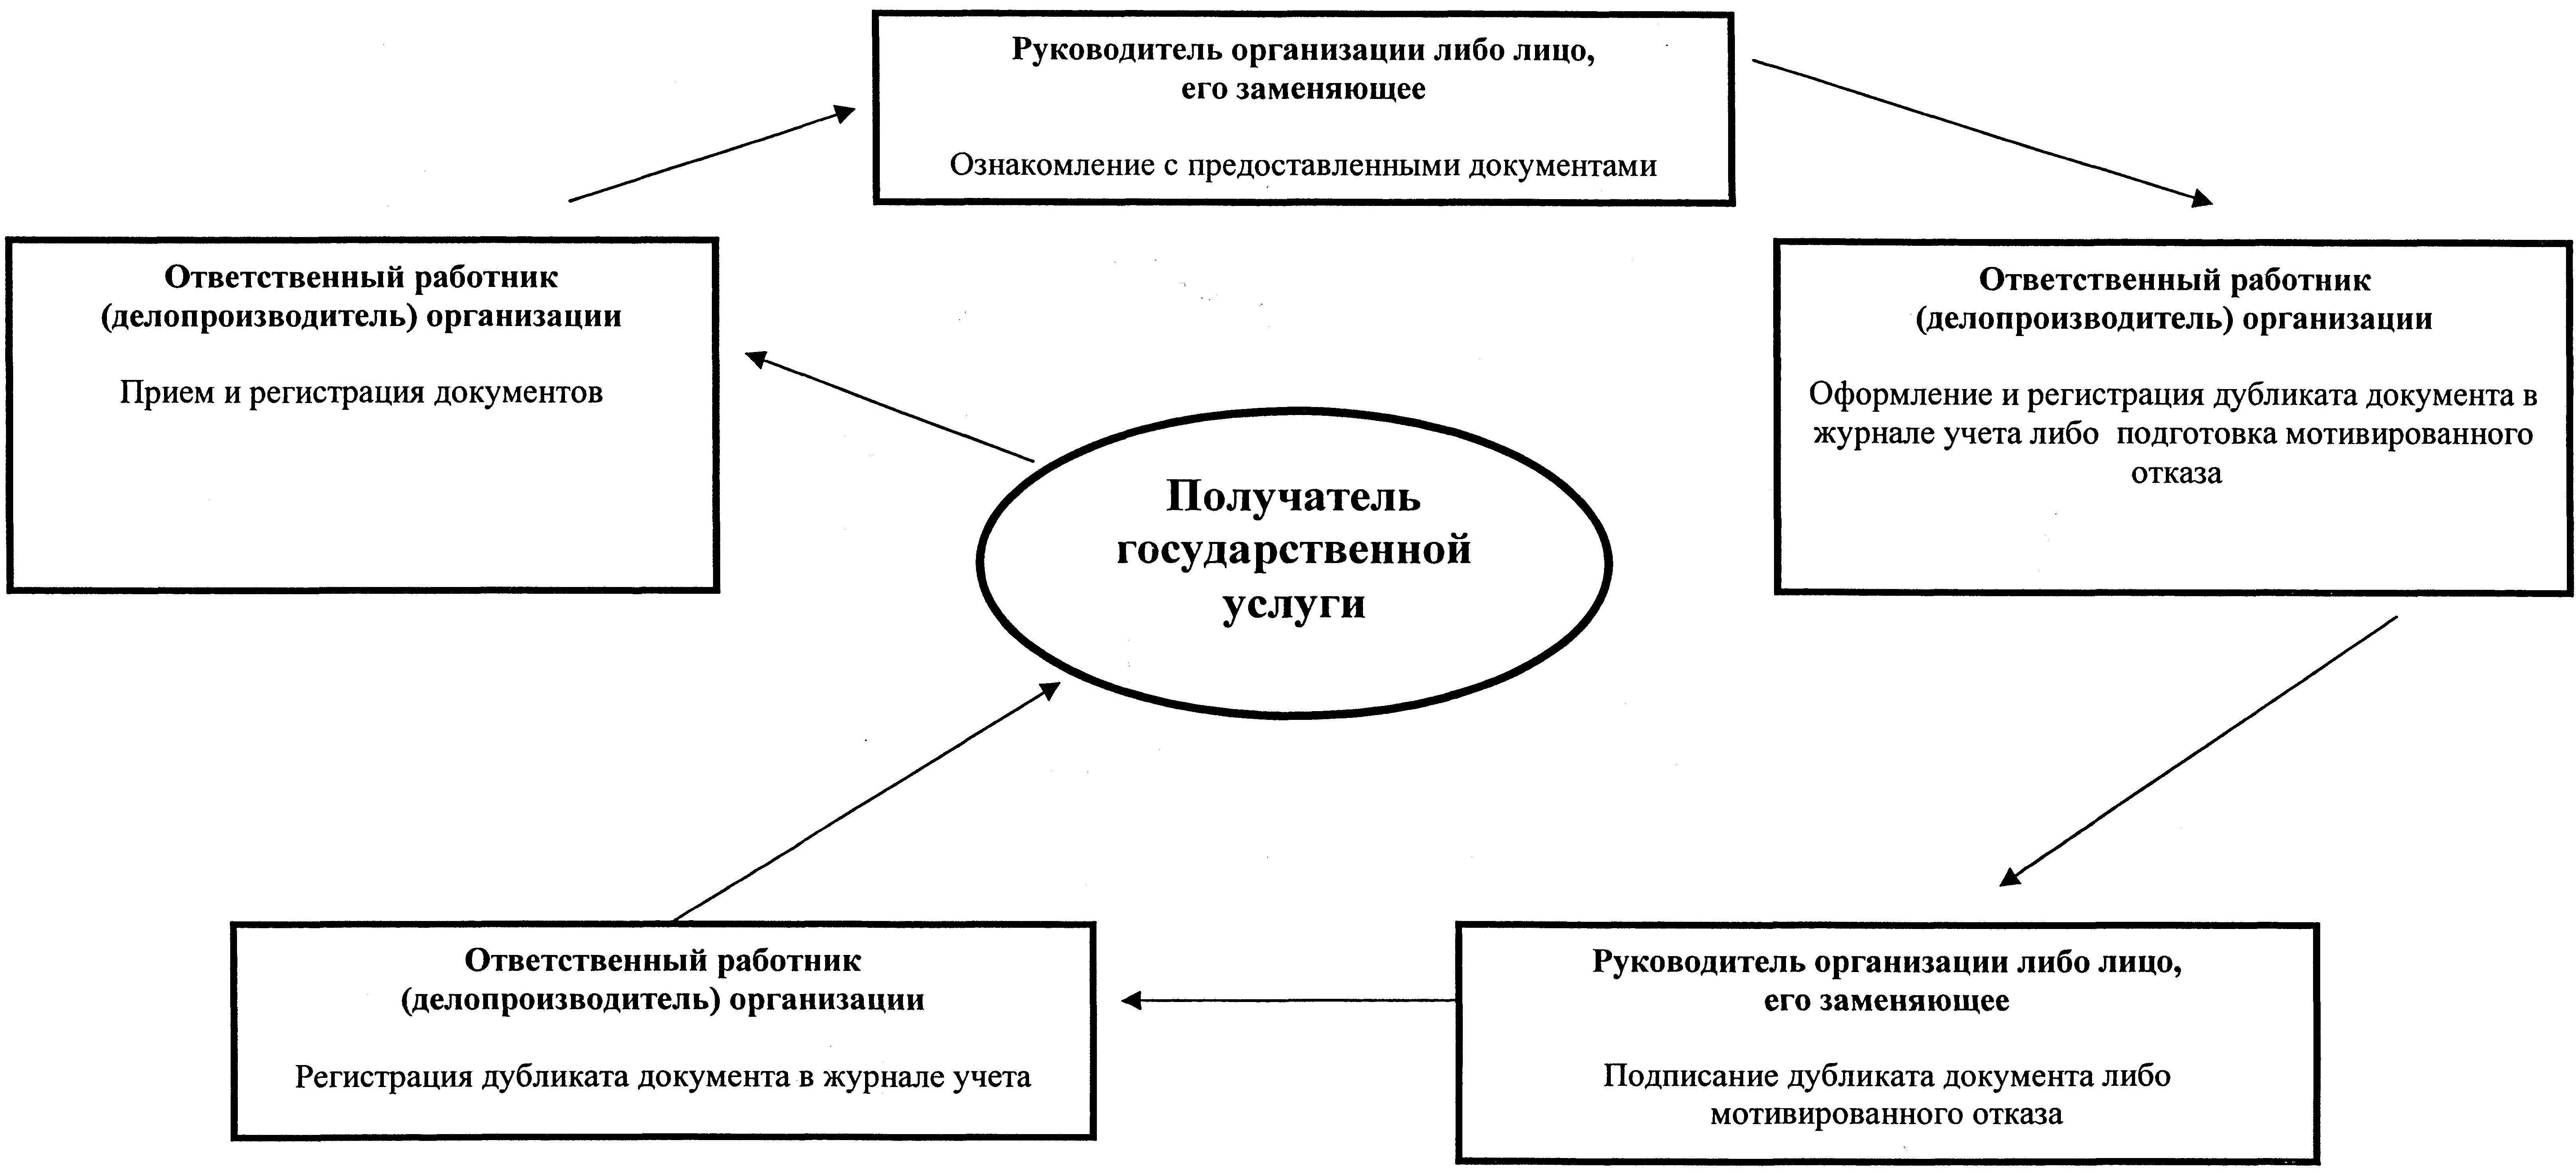 Руководитель организации либо лицо,
его заменяющее
Ознакомление с предоставленными документами
Ответственный работник
(делопроизводитель) организации
Прием и регистрация документов
Ответственный работник
(делопроизводитель) организации
Оформление и регистрация дубликата документа в
журнале учета либо подготовка мотивированного
отказа
Получатель
государственной
услуги
Ответственный работник
(делопроизводитель) организации
Регистрация дубликата документа в журнале учета
Руководитель организации либо лицо,
его заменяющее
Подписание дубликата документа либо
мотивированного отказа